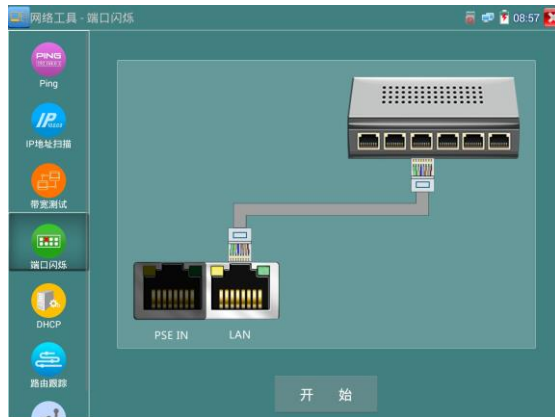 网络工具 - 端口闪烁
08:57
PING
Ping
IP
IP地址扫描
带宽测试
端口闪烁
DHCP
路由跟踪
PSE IN
LAN
开 始